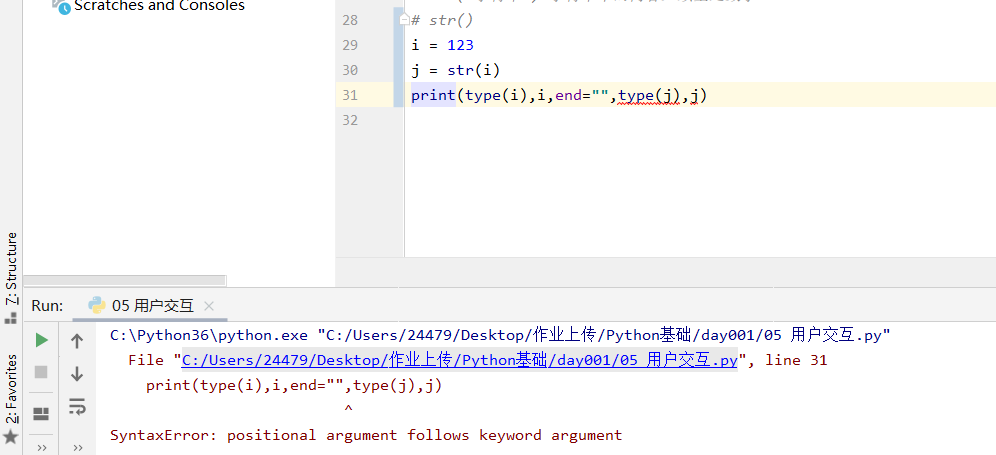 Scratches and Consoles
28 # str()
29 i = 123
30 j = str(i)
31 print(type(i),i,end="",type(j),j)
32
7: Structure
2: Favorites
Run: 05 用户交互 ×
C:\Python36\python.exe "C:/Users/24479/Desktop/作业上传/Python基础/day001/05 用户交互.py"
File "C:/Users/24479/Desktop/作业上传/Python基础/day001/05 用户交互.py", line 31
print(type(i),i,end="",type(j),j)
^
SyntaxError: positional argument follows keyword argument